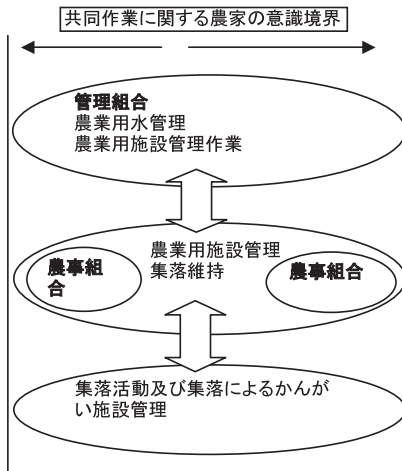 共同作業に関する農家の意識境界
管理組合
農業用水管理
農業用施設管理作業
農業用施設管理
集落維持
農事組
合
農事組合
集落活動及び集落によるかんが
い施設管理